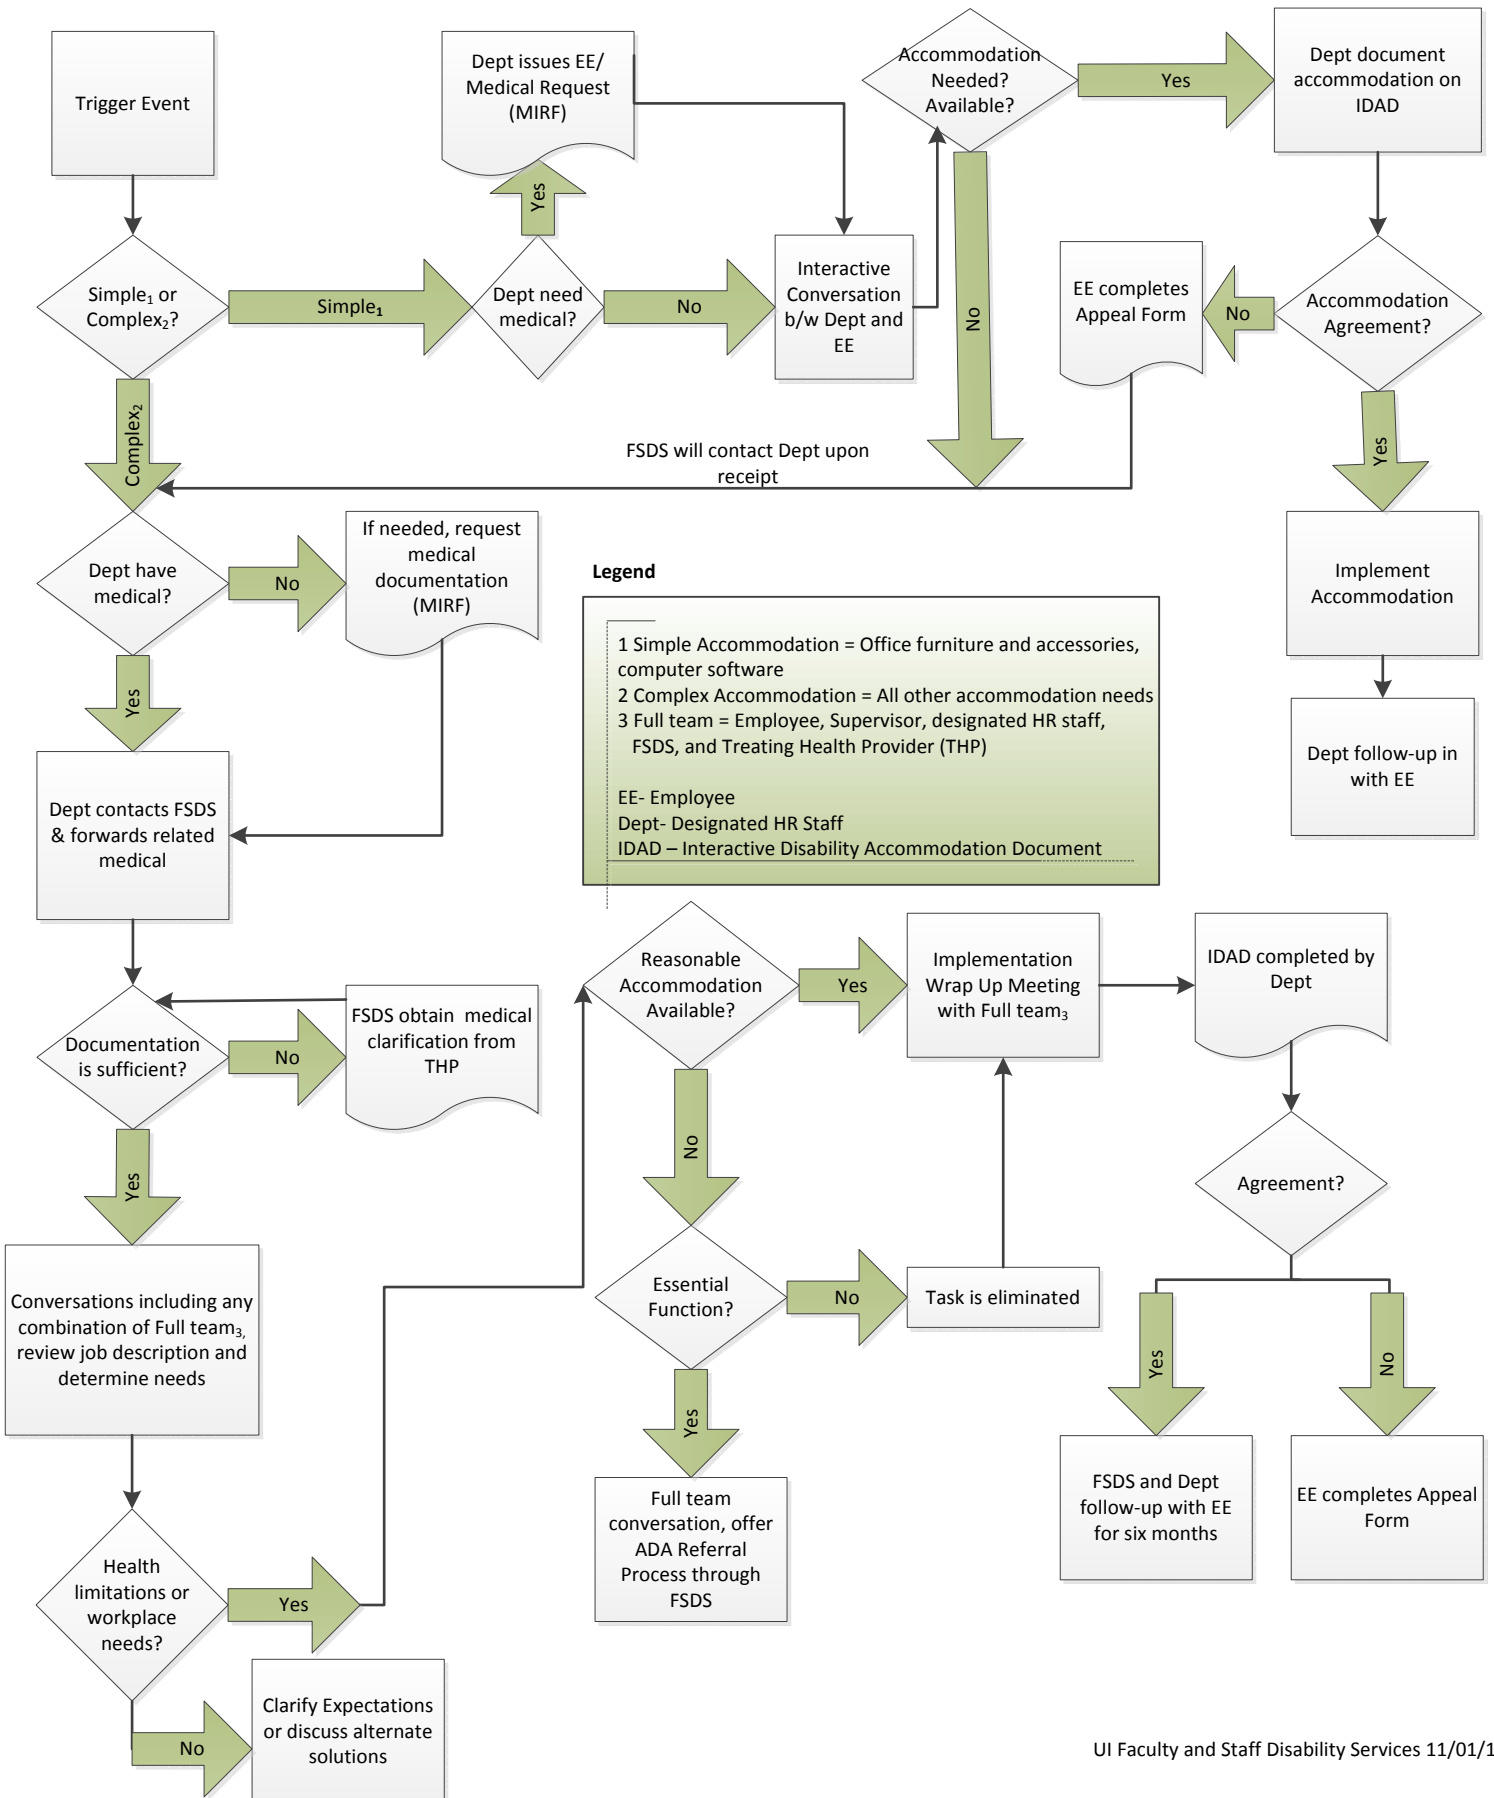 Trigger Event
Dept issues EE/
Medical Request
(MIRF)
Accommodation
Needed?
Available?
Yes
Dept document
accommodation on
IDAD
Yes
Simple₁ or
Complex₂?
Simple₁
Dept need
medical?
No
Interactive
Conversation
b/w Dept and
EE
No
EE completes
Appeal Form
No
Accommodation
Agreement?
Complex₂
FSDS will contact Dept upon
receipt
Yes
Dept have
medical?
No
If needed, request
medical
documentation
(MIRF)
Implement
Accommodation
Legend
1 Simple Accommodation = Office furniture and accessories,
computer software
2 Complex Accommodation = All other accommodation needs
3 Full team = Employee, Supervisor, designated HR staff,
FSDS, and Treating Health Provider (THP)
EE- Employee
Dept- Designated HR Staff
IDAD – Interactive Disability Accommodation Document
Yes
Dept follow-up in
with EE
Dept contacts FSDS
& forwards related
medical
Documentation
is sufficient?
No
FSDS obtain medical
clarification from
THP
Reasonable
Accommodation
Available?
Yes
Implementation
Wrap Up Meeting
with Full team₃
IDAD completed by
Dept
Yes
No
Agreement?
Conversations including any
combination of Full team₃,
review job description and
determine needs
Essential
Function?
No
Task is eliminated
Yes
No
Yes
Full team
conversation, offer
ADA Referral
Process through
FSDS
FSDS and Dept
follow-up with EE
for six months
EE completes Appeal
Form
Health
limitations or
workplace
needs?
Yes
No
Clarify Expectations
or discuss alternate
solutions
UI Faculty and Staff Disability Services 11/01/1